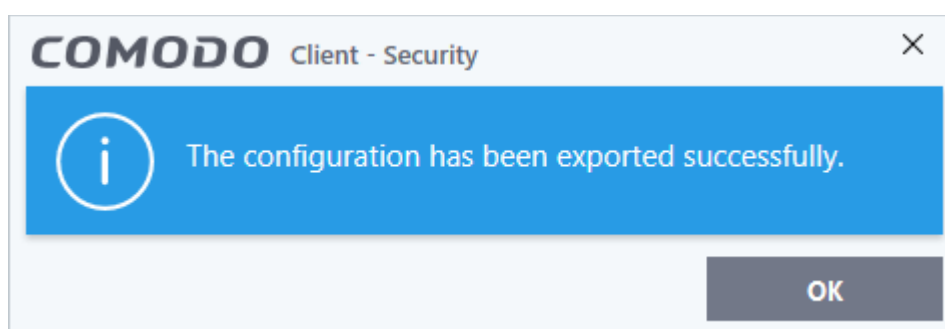 COMODO Client - Security
The configuration has been exported successfully.
OK